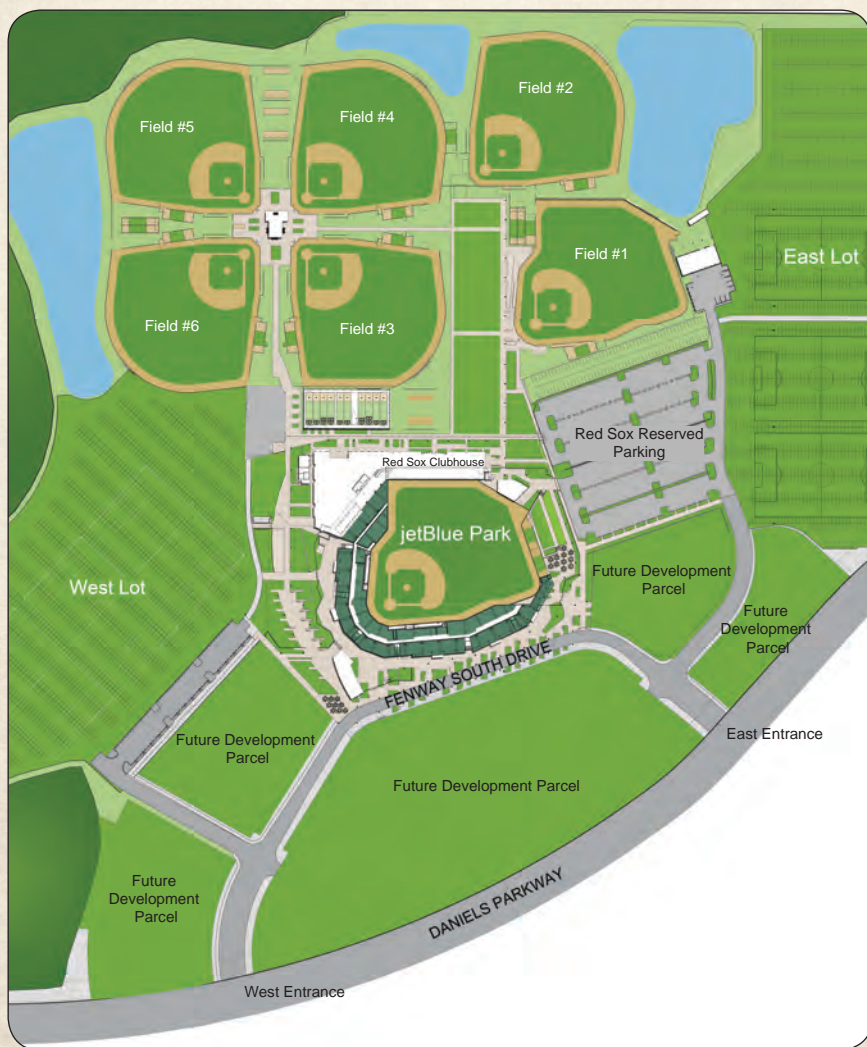 Field #2
Field #5
Field #4
Field #1
East Lot
Field #6
Field #3
Red Sox Reserved
Parking
Red Sox Clubhouse
jetBlue Park
West Lot
Future Development
Parcel
Future
Development
Parcel
FENWAY SOUTH DRIVE
East Entrance
Future Development
Parcel
Future Development Parcel
Future
Development
Parcel
DANIELS PARKWAY
West Entrance